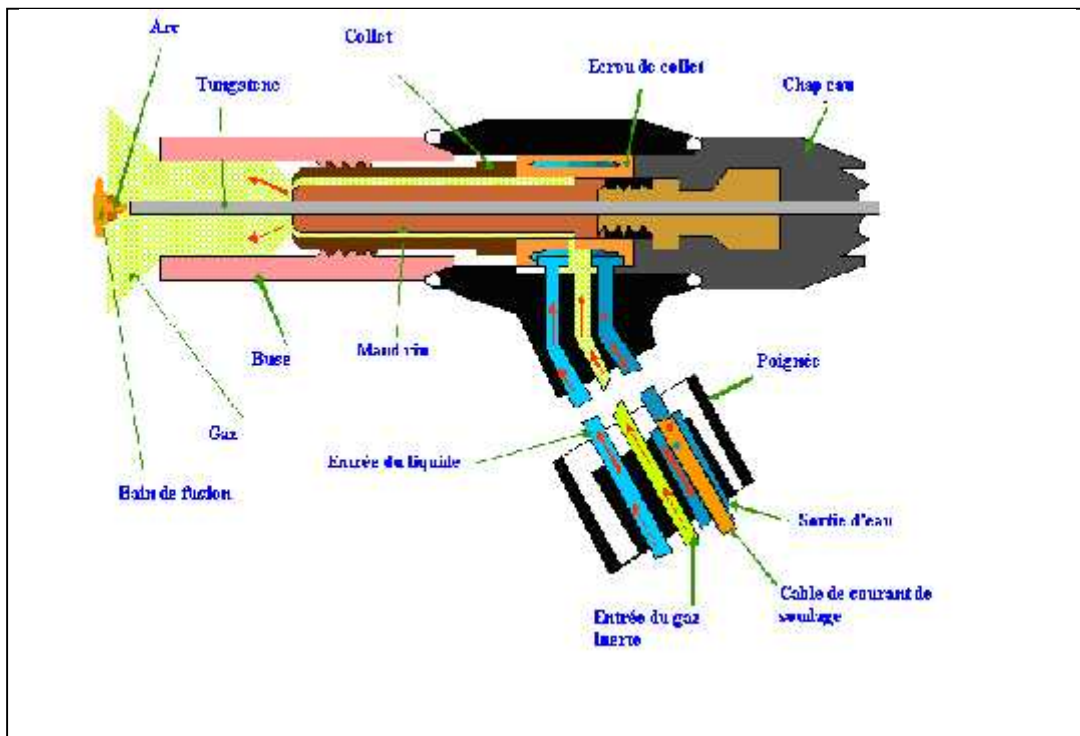 Arc
Collet
Ecrou de collet
Tungstene
Chapeau
Mandrin
Buse
Poignée
Gaz
Entrée du liquide
Bain de fusion
Sortie d'eau
Cable de courant de
soudage
Entrée du gaz
inerte